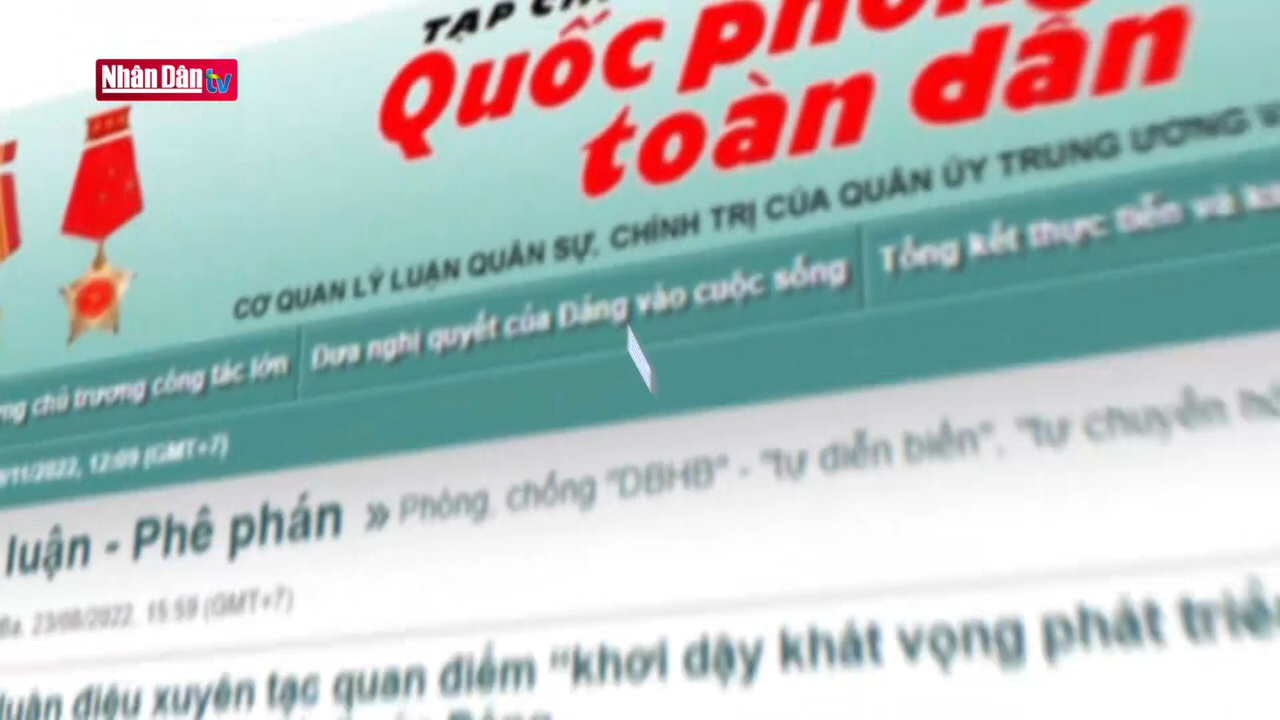 Nhân Dân tv
TẠP
Quốc phòng
toàn dân
CƠ QUAN LÝ LUẬN QUÂN SỰ, CHÍNH TRỊ CỦA QUÂN ỦY TRUNG ƯƠNG
chủ trương công tác lớn Đưa nghị quyết của Đảng vào cuộc sống Tổng kết thực tiễn và
/11/2022, 12:09 (GMT+7)
luận - Phê phán » Phòng, chống "DBHB" - "Tự diễn biến", "Tự chuyển
23/08/2022, 15:59 (GMT+7)
luận điệu xuyên tạc quan điểm "khơi dậy khát vọng phát triển